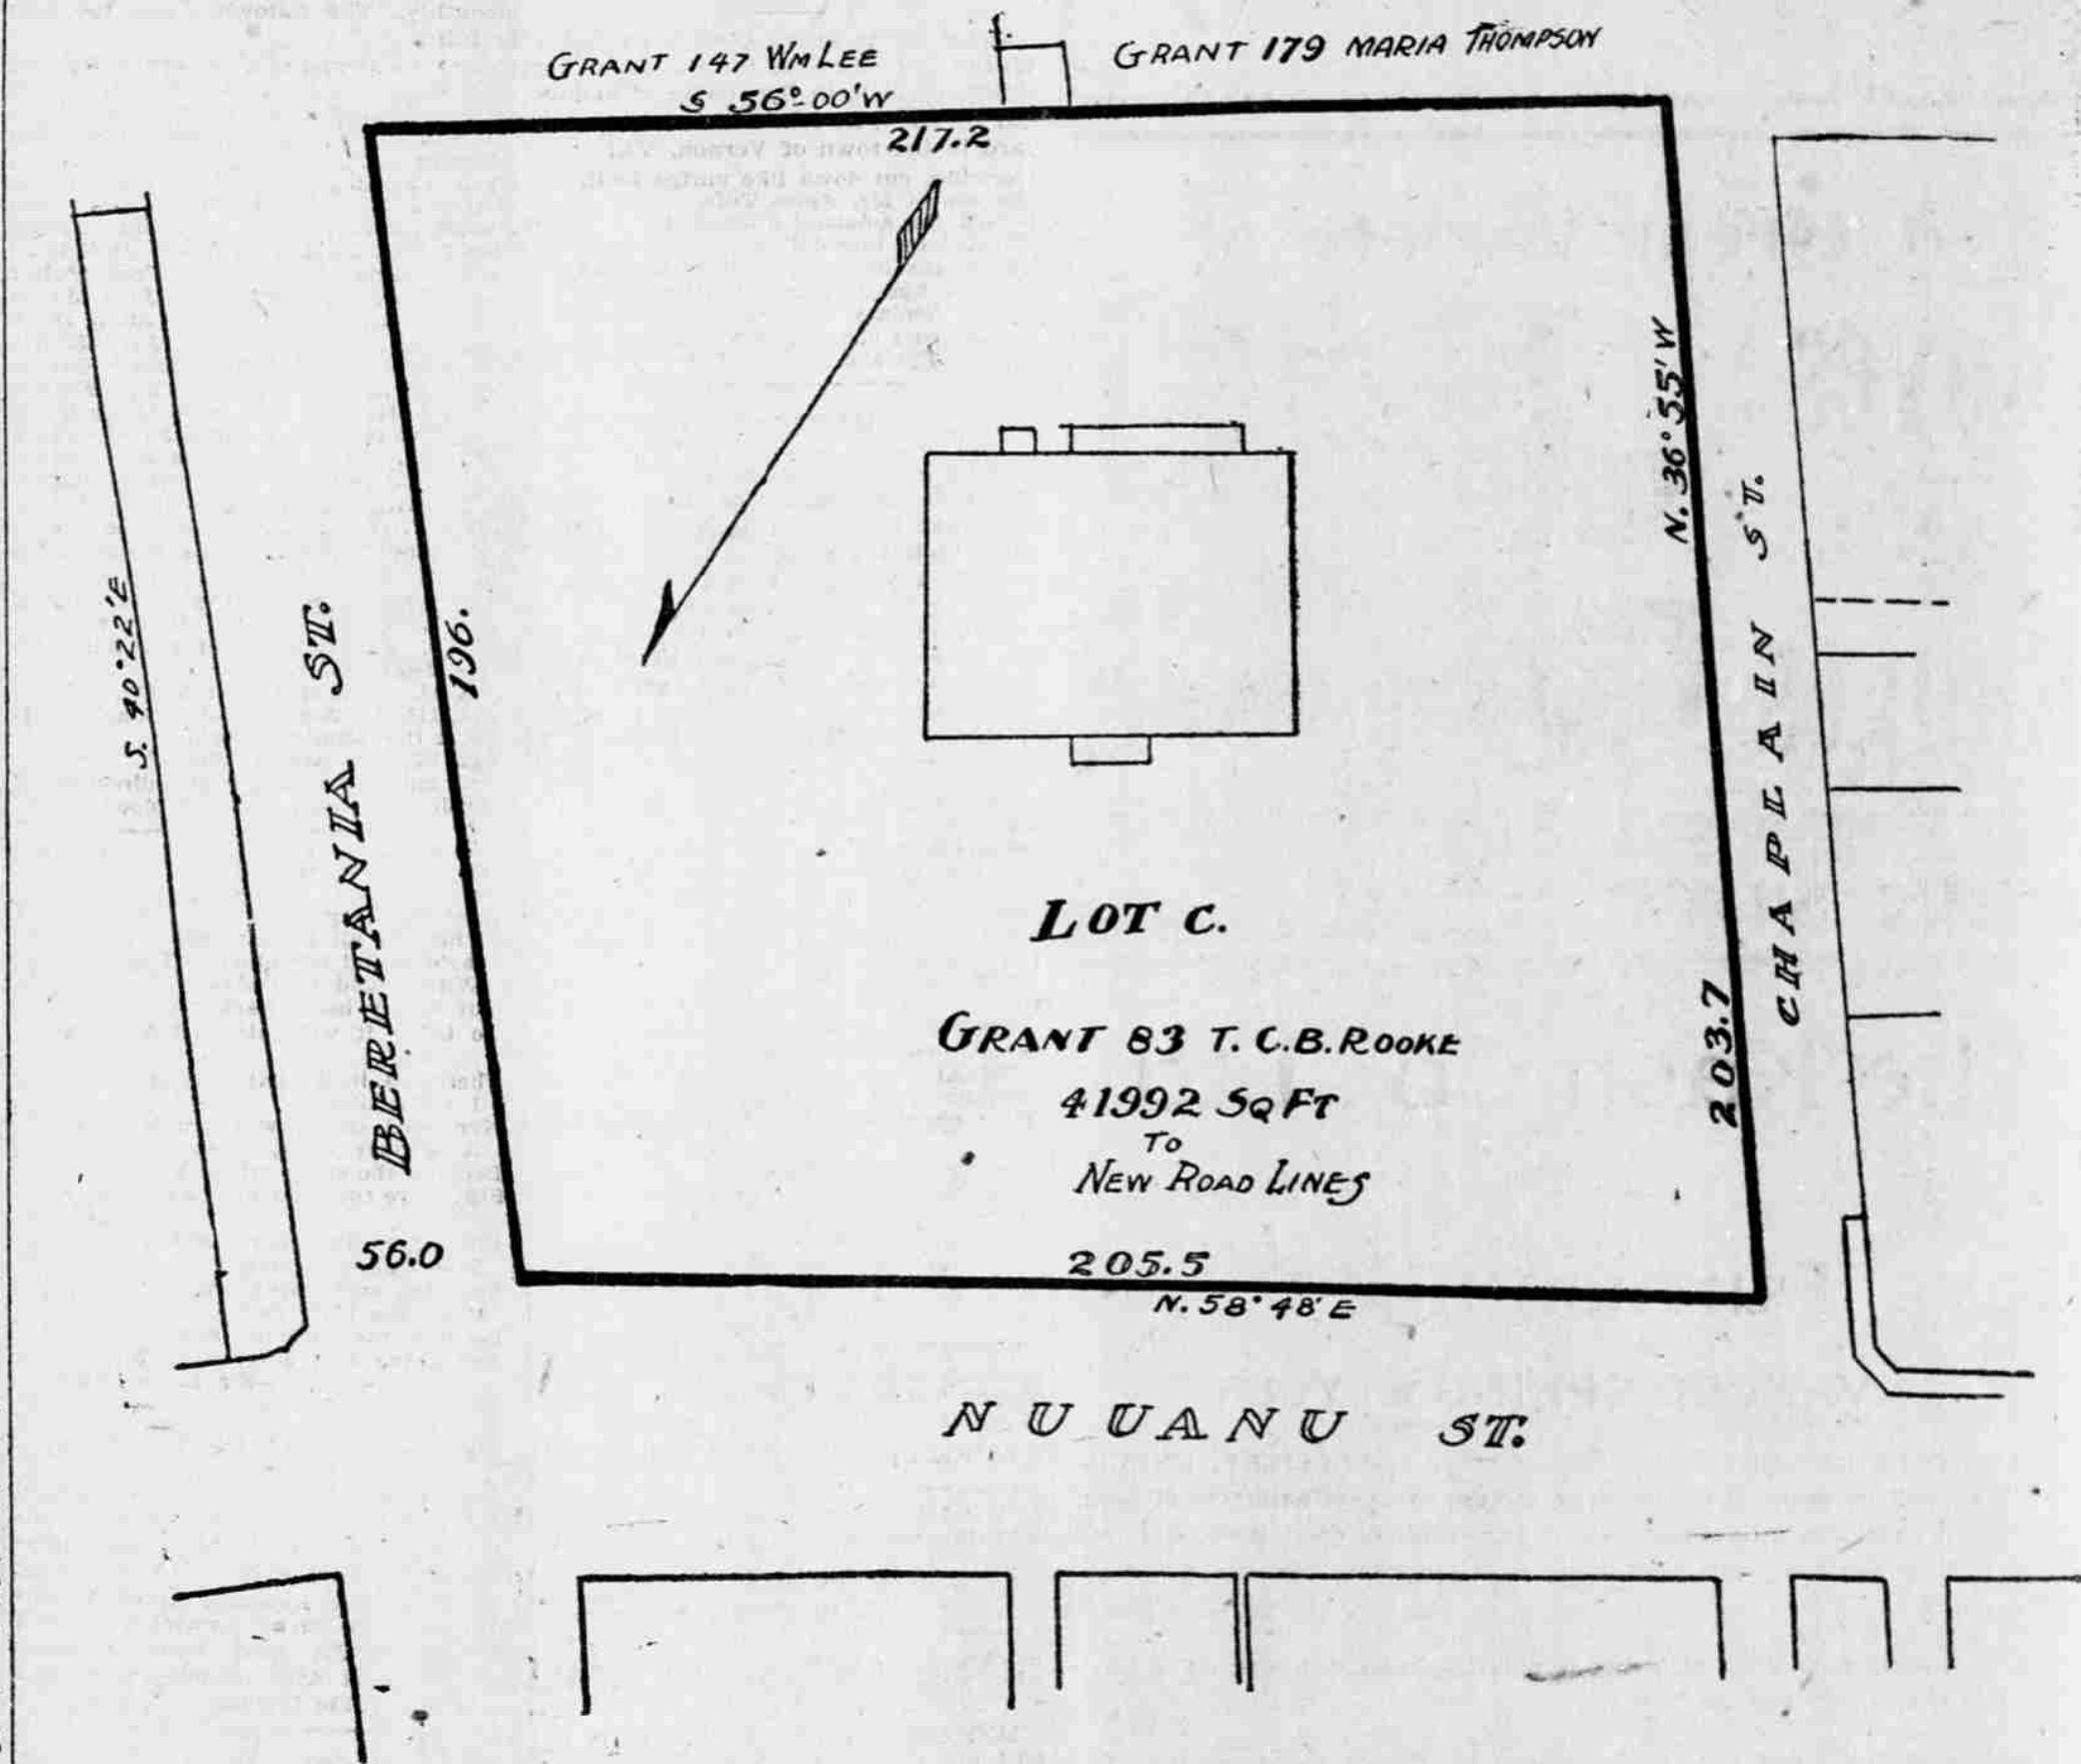 GRANT 147 WM LEE
S 56° 00' W
GRANT 179 MARIA THOMPSON
217.2
N. 36° 55' W
S. 40° 22' E
196.
BERETANIA ST.
CHAPLAIN ST.
LOT C.
GRANT 83 T. C. B. ROOKE
41992 SQ FT
TO
NEW ROAD LINES
203.7
56.0
205.5
N. 58° 48' E
NUUANU ST.